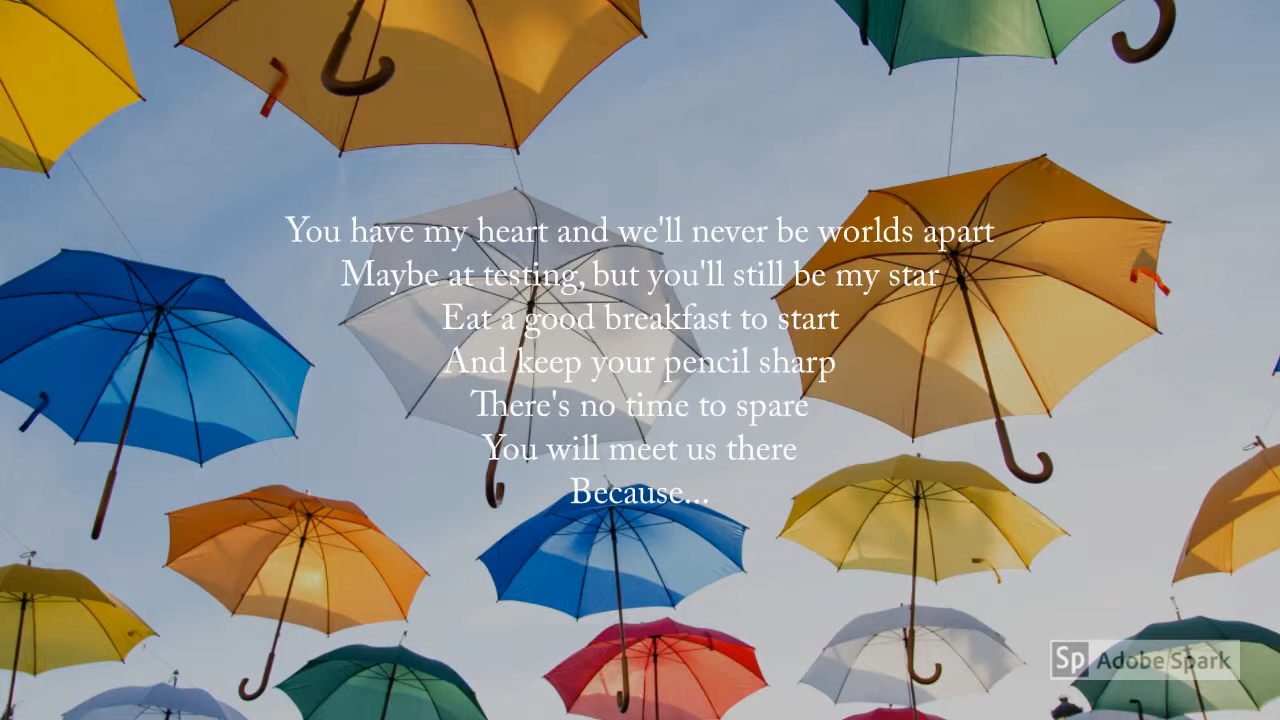 You have my heart and we'll never be worlds apart
Maybe at testing, but you'll still be my star
Eat a good breakfast to start
And keep your pencil sharp
There's no time to spare
You will meet us there
Because...
Sp Adobe Spark